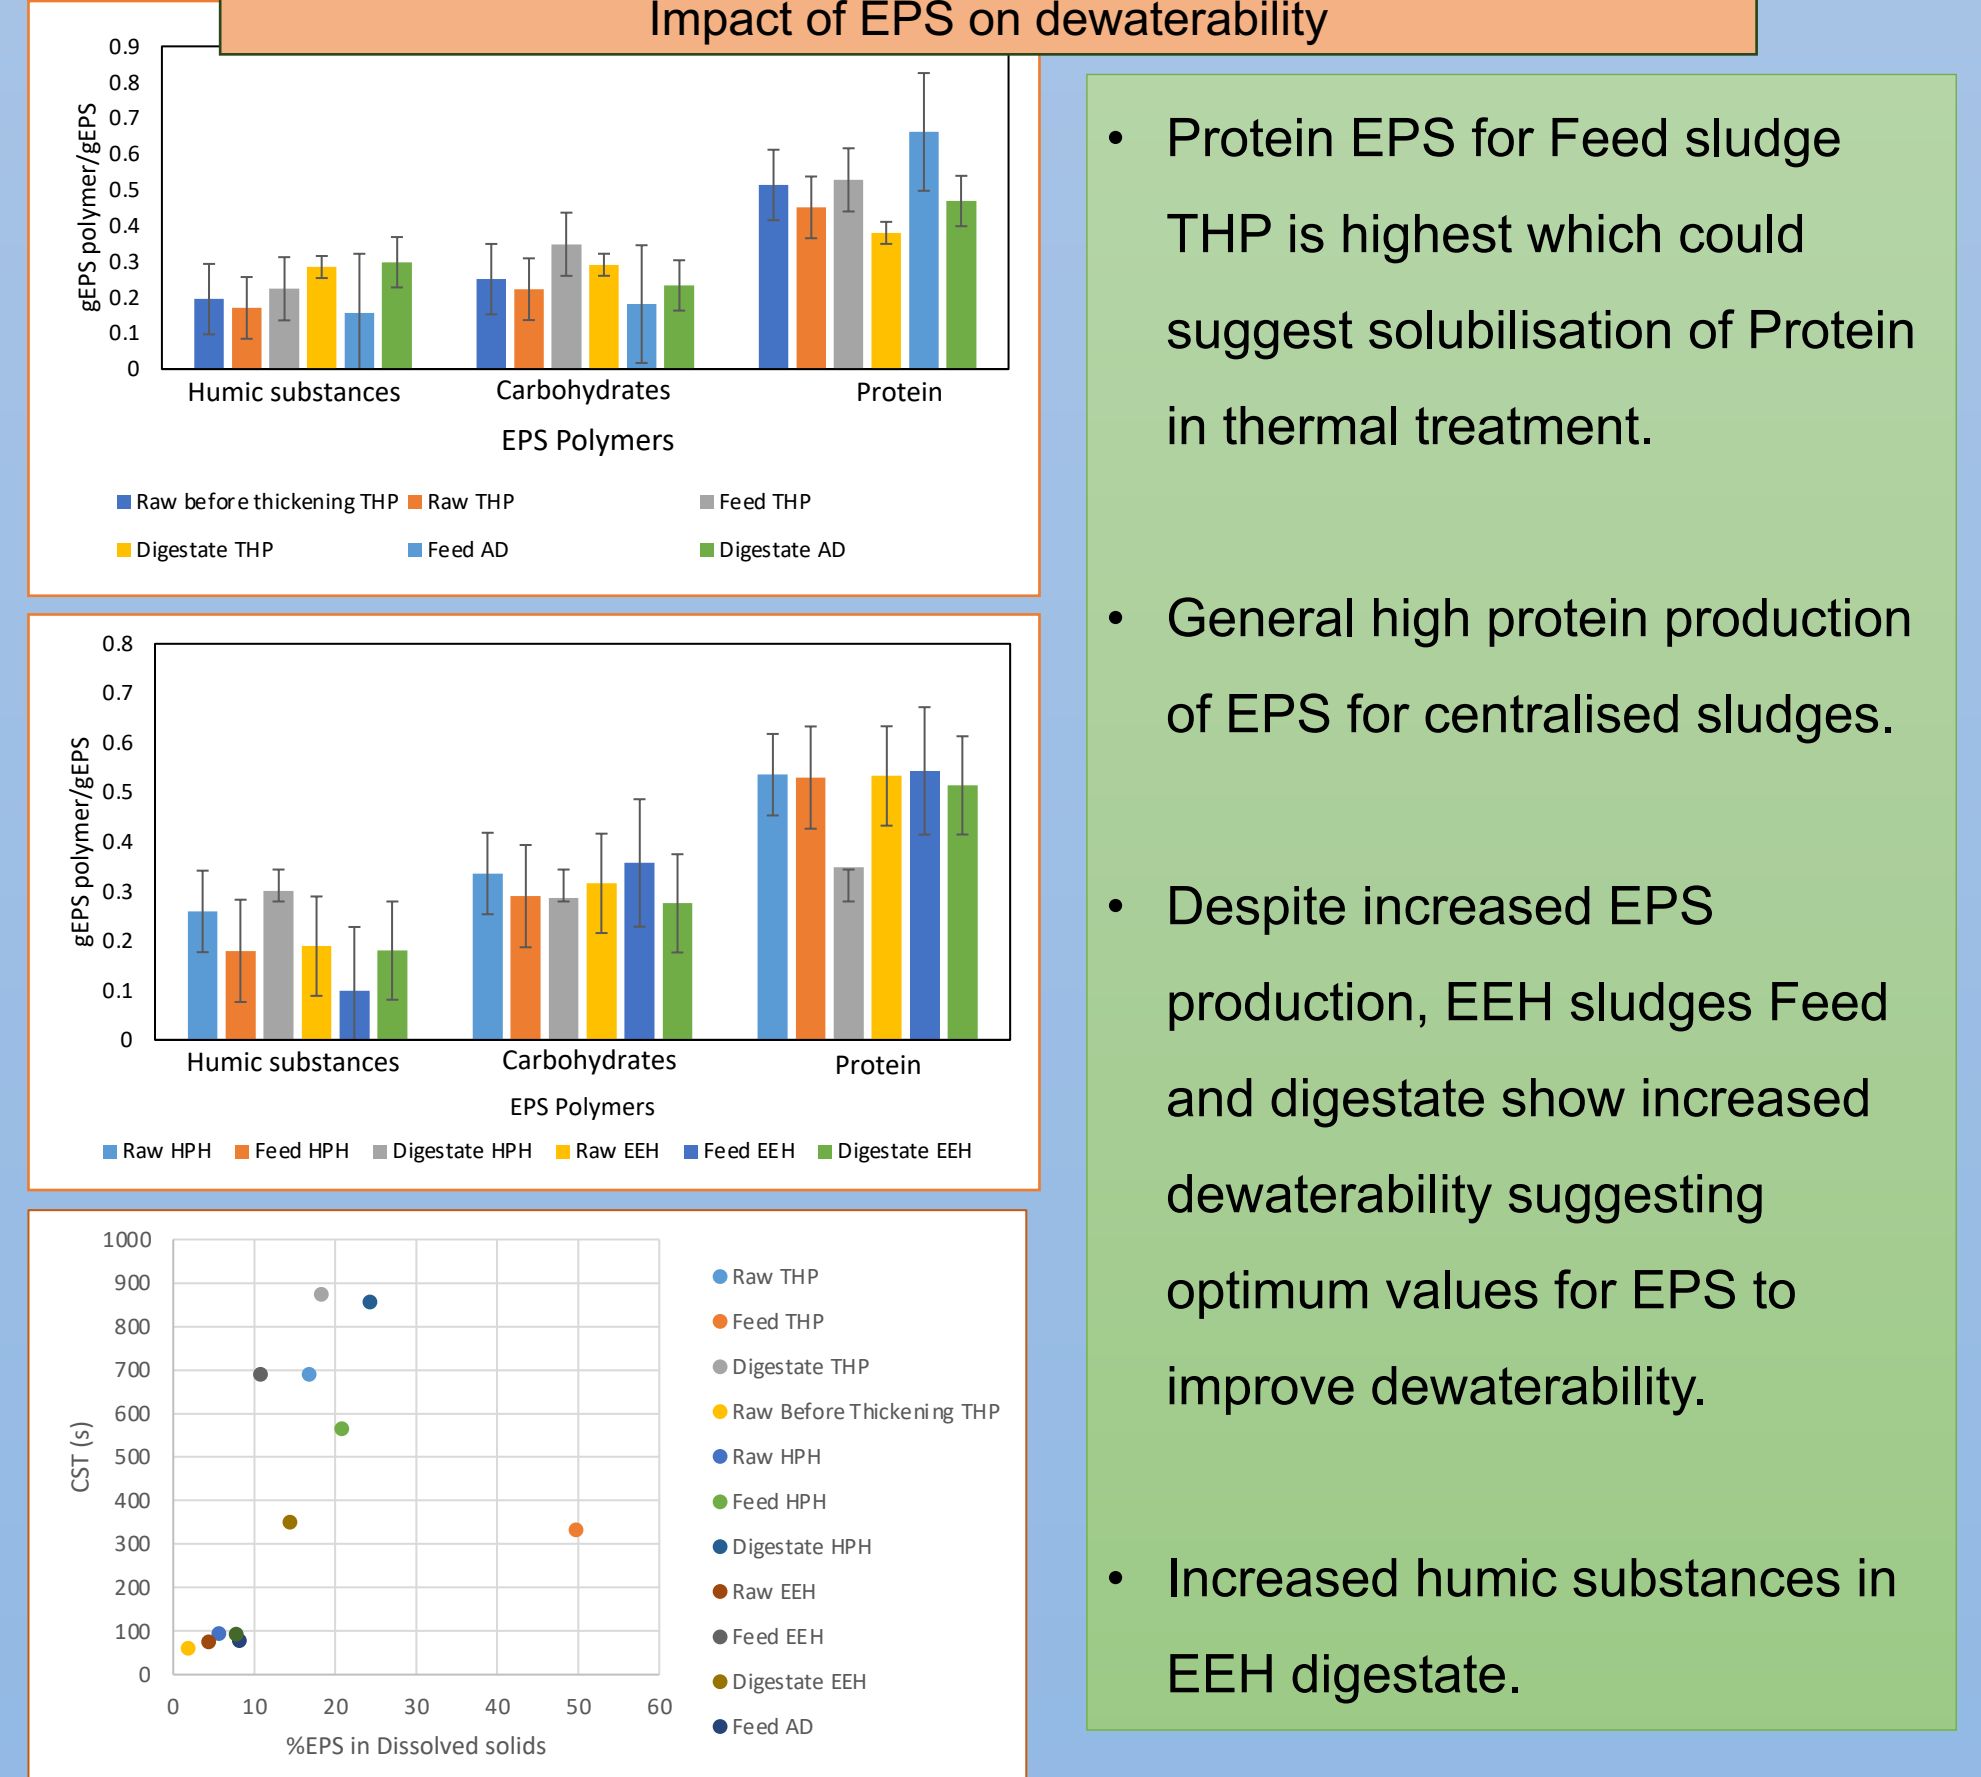 Impact of EPS on dewaterability
0.9
0.8
0.7
0.6
0.5
0.4
0.3
0.2
0.1
0
gEPS polymer/gEPS
Humic substances
Carbohydrates
Protein
EPS Polymers
Raw before thickening THP
Raw THP
Feed THP
Digestate THP
Feed AD
Digestate AD
0.8
0.7
0.6
0.5
0.4
0.3
0.2
0.1
0
gEPS polymer/gEPS
Humic substances
Carbohydrates
Protein
EPS Polymers
Raw HPH
Feed HPH
Digestate HPH
Raw EEH
Feed EEH
Digestate EEH
1000
900
800
700
600
500
400
300
200
100
0
CST (s)
0 10 20 30 40 50 60
%EPS in Dissolved solids
Raw THP
Feed THP
Digestate THP
Raw Before Thickening THP
Raw HPH
Feed HPH
Digestate HPH
Raw EEH
Feed EEH
Digestate EEH
Feed AD
• Protein EPS for Feed sludge
THP is highest which could
suggest solubilisation of Protein
in thermal treatment.
• General high protein production
of EPS for centralised sludges.
• Despite increased EPS
production, EEH sludges Feed
and digestate show increased
dewaterability suggesting
optimum values for EPS to
improve dewaterability.
• Increased humic substances in
EEH digestate.